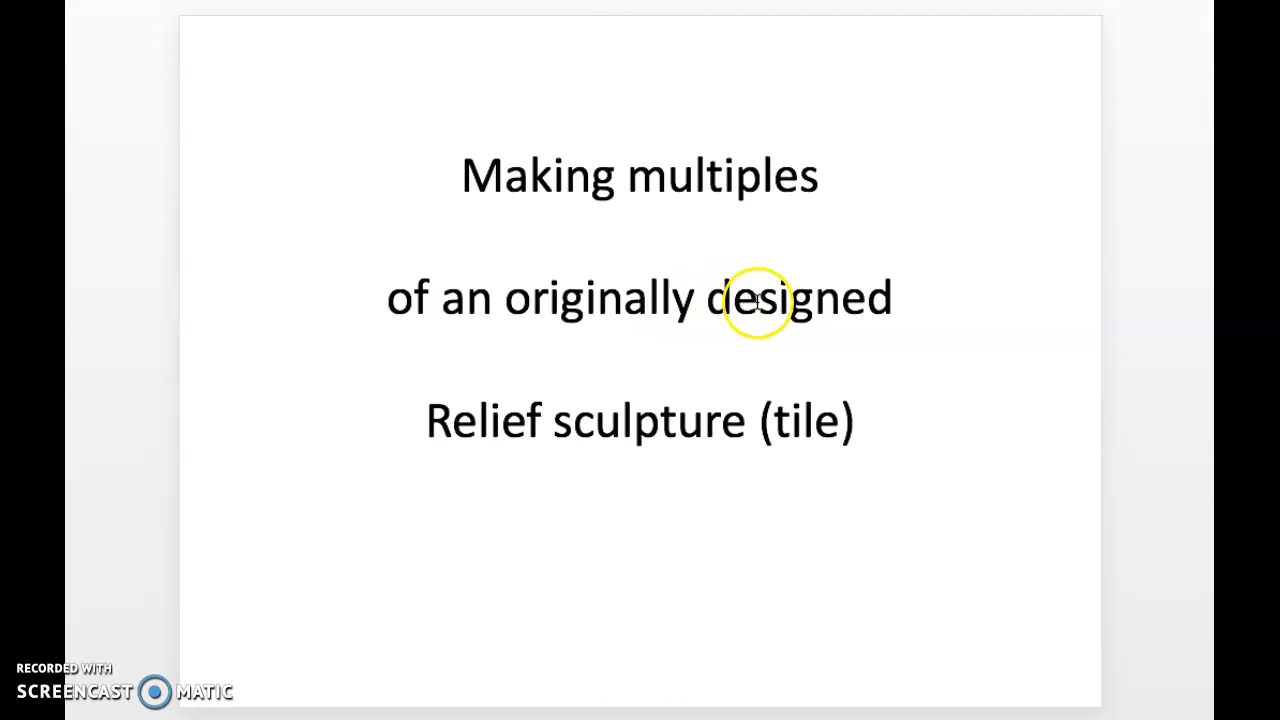 Making multiples
of an originally designed
Relief sculpture (tile)
RECORDED WITH
SCREENCAST MATIC